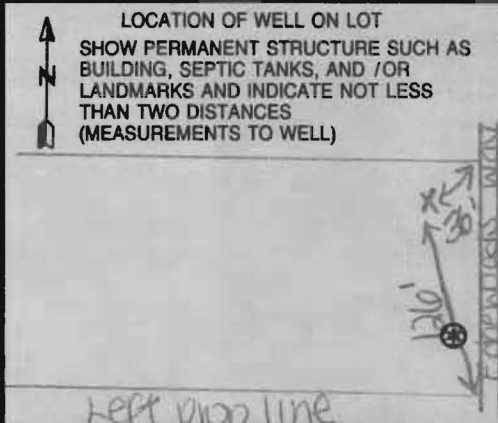 LOCATION OF WELL ON LOT
SHOW PERMANENT STRUCTURE SUCH AS
BUILDING, SEPTIC TANKS, AND / OR
LANDMARKS AND INDICATE NOT LESS
THAN TWO DISTANCES
(MEASUREMENTS TO WELL)
N
x
30'
126'
Way
Left prop line